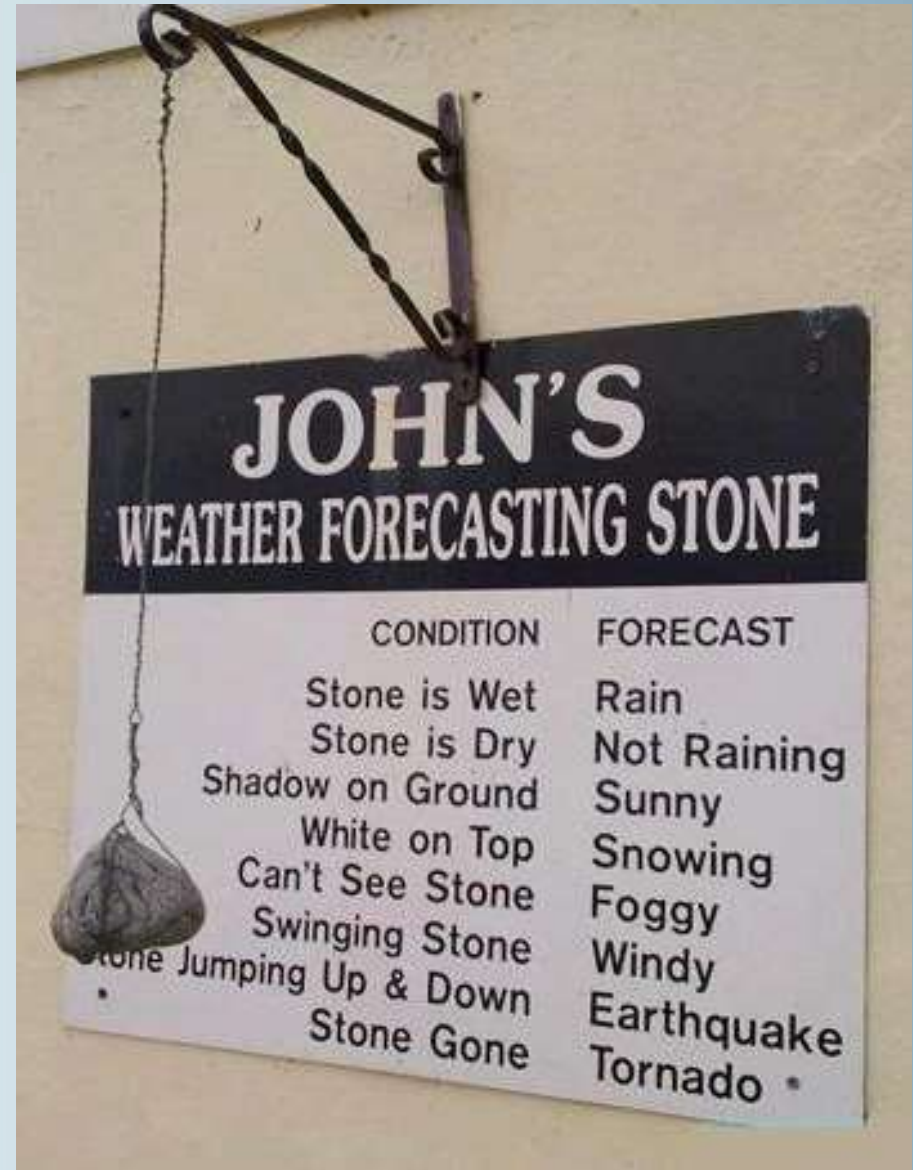 JOHN'S
WEATHER FORECASTING STONE
CONDITION FORECAST
Stone is Wet Rain
Stone is Dry Not Raining
Shadow on Ground Sunny
White on Top Snowing
Can't See Stone Foggy
Swinging Stone Windy
Stone Jumping Up & Down Earthquake
Stone Gone Tornado